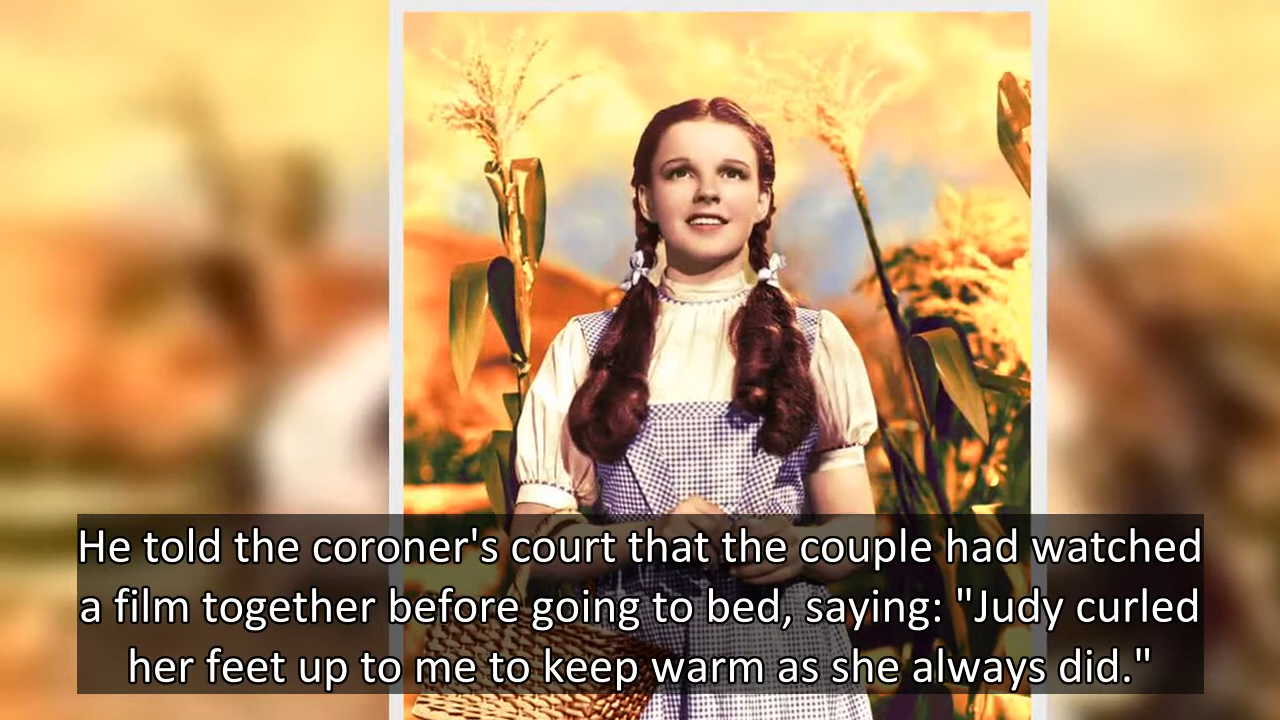 He told the coroner's court that the couple had watched
a film together before going to bed, saying: "Judy curled
her feet up to me to keep warm as she always did."